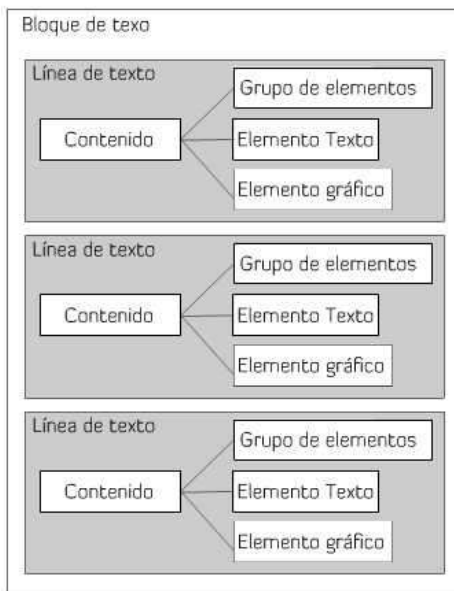 Bloque de texo
Línea de texto
Grupo de elementos
Contenido
Elemento Texto
Elemento gráfico
Línea de texto
Grupo de elementos
Contenido
Elemento Texto
Elemento gráfico
Línea de texto
Grupo de elementos
Contenido
Elemento Texto
Elemento gráfico